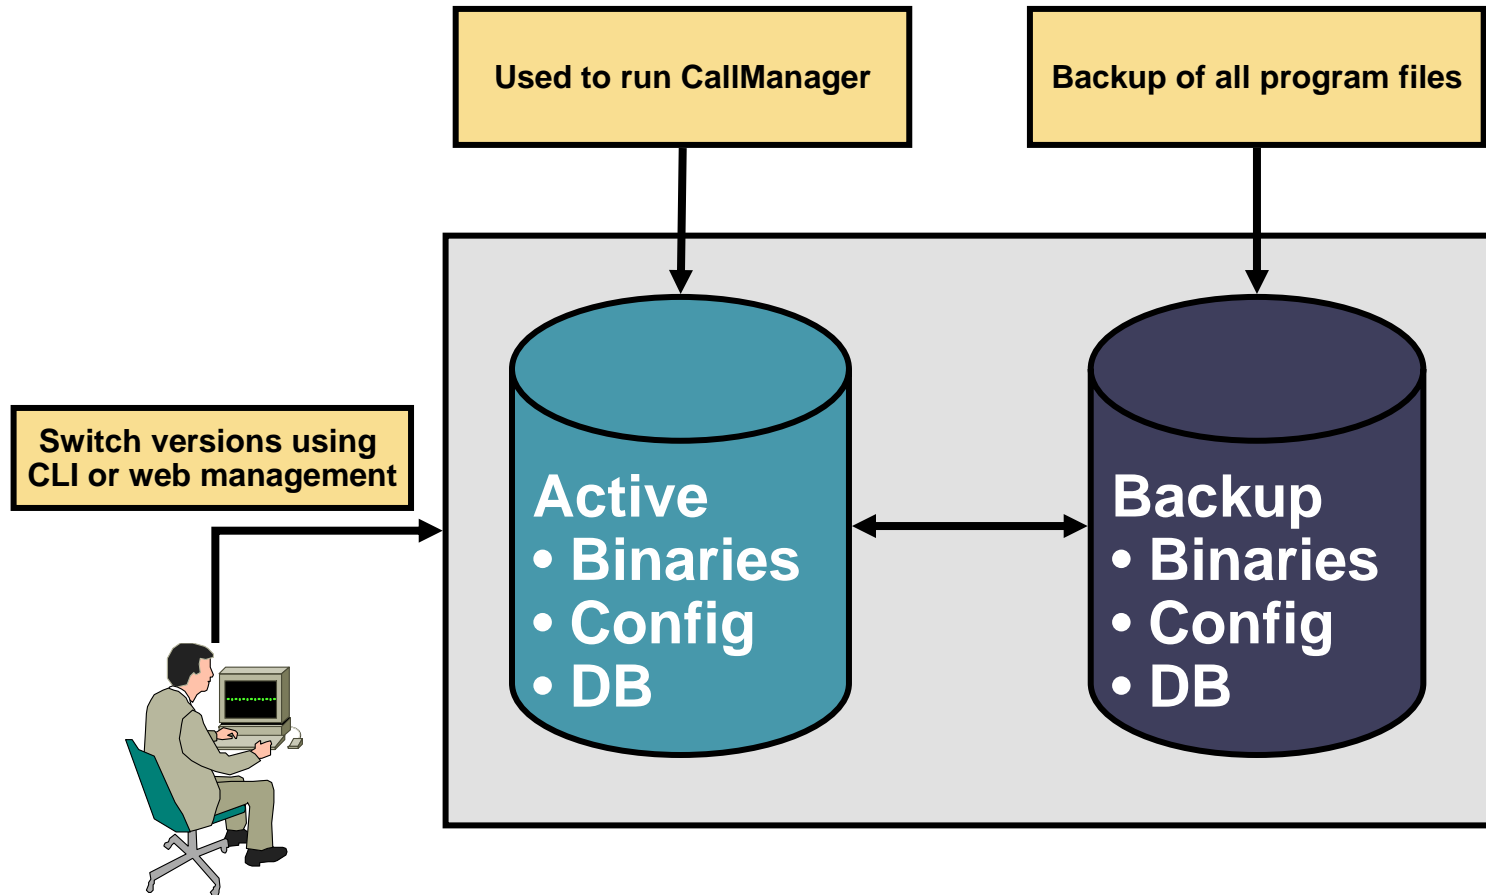 Used to run CallManager
Backup of all program files
Switch versions using
CLI or web management
Active
• Binaries
• Config
• DB
Backup
• Binaries
• Config
• DB